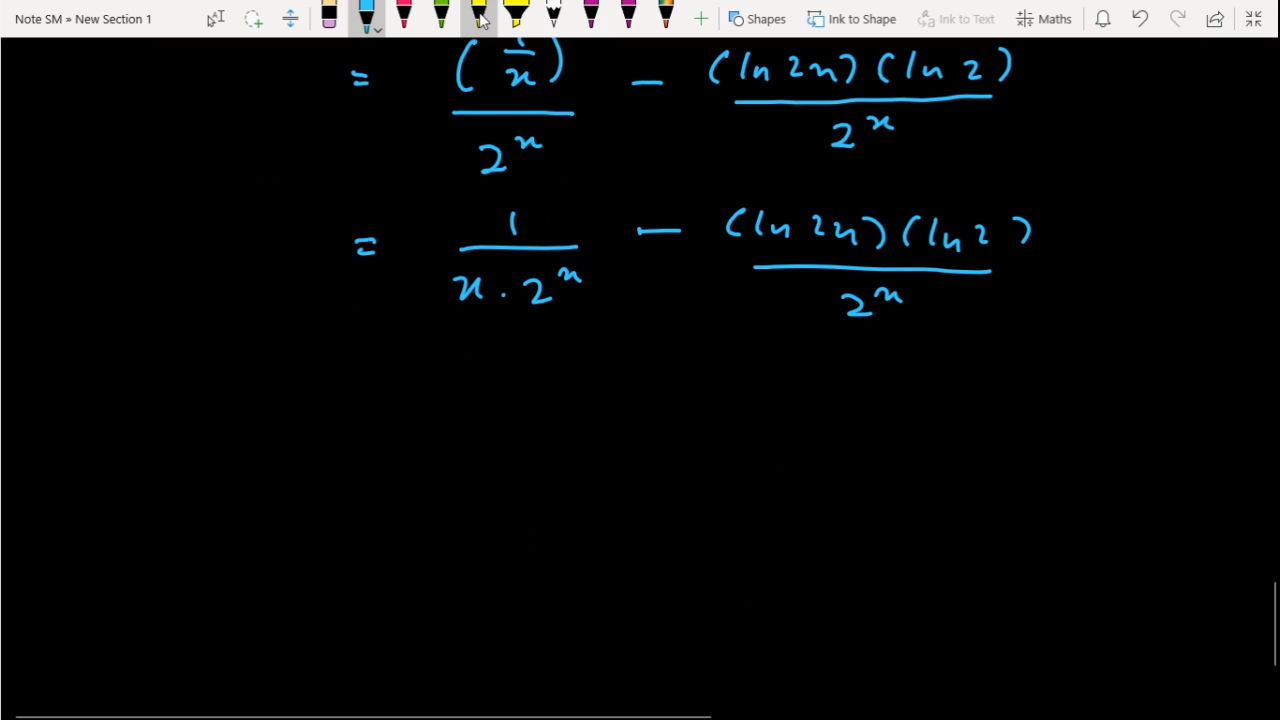 Note SM » New Section 1 Shapes Ink to Shape Ink to Text Maths
= (1/x)/2^x - (ln 2x)(ln 2)/2^x
= 1/(x · 2^x) - (ln 2x)(ln 2)/2^x